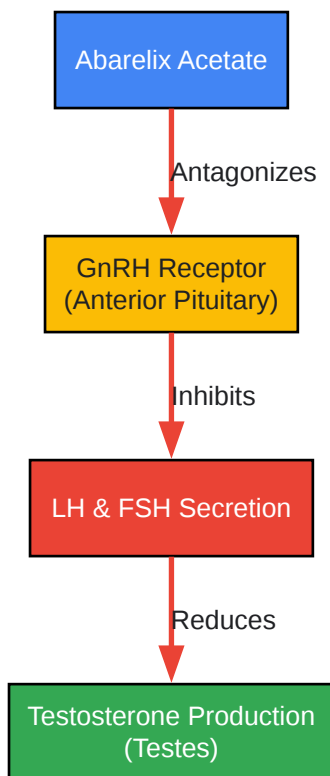 Abarelix Acetate
Antagonizes
GnRH Receptor
(Anterior Pituitary)
Inhibits
LH & FSH Secretion
Reduces
Testosterone Production
(Testes)